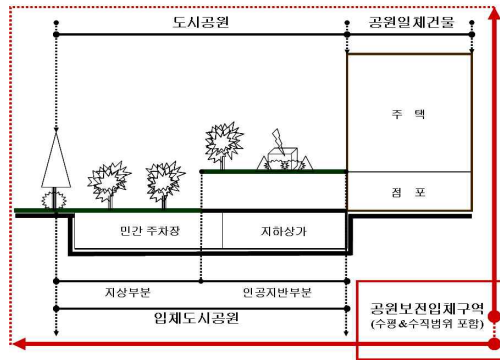 도시공원
공원일체건물
주 택
점 포
민간 주차장
지하상가
지상부분
인공지반부분
입체도시공원
공원보전입체구역
(수평&수직범위 포함)